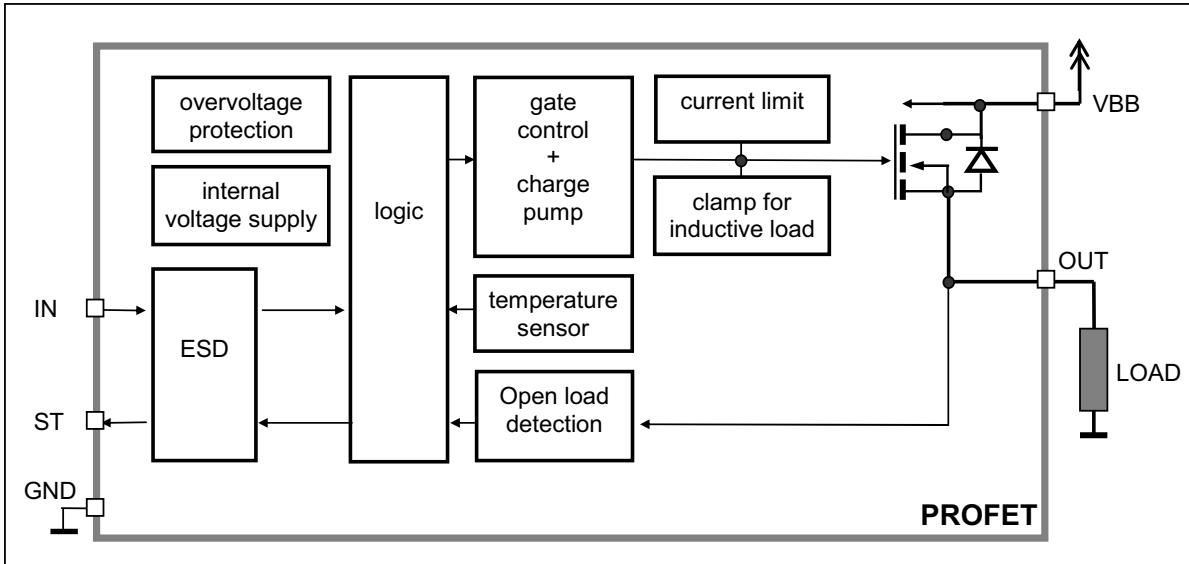 overvoltage
protection
internal
voltage supply
logic
gate
control
+
charge
pump
current limit
clamp for
inductive load
VBB
OUT
LOAD
IN
ESD
temperature
sensor
ST
Open load
detection
GND
PROFET